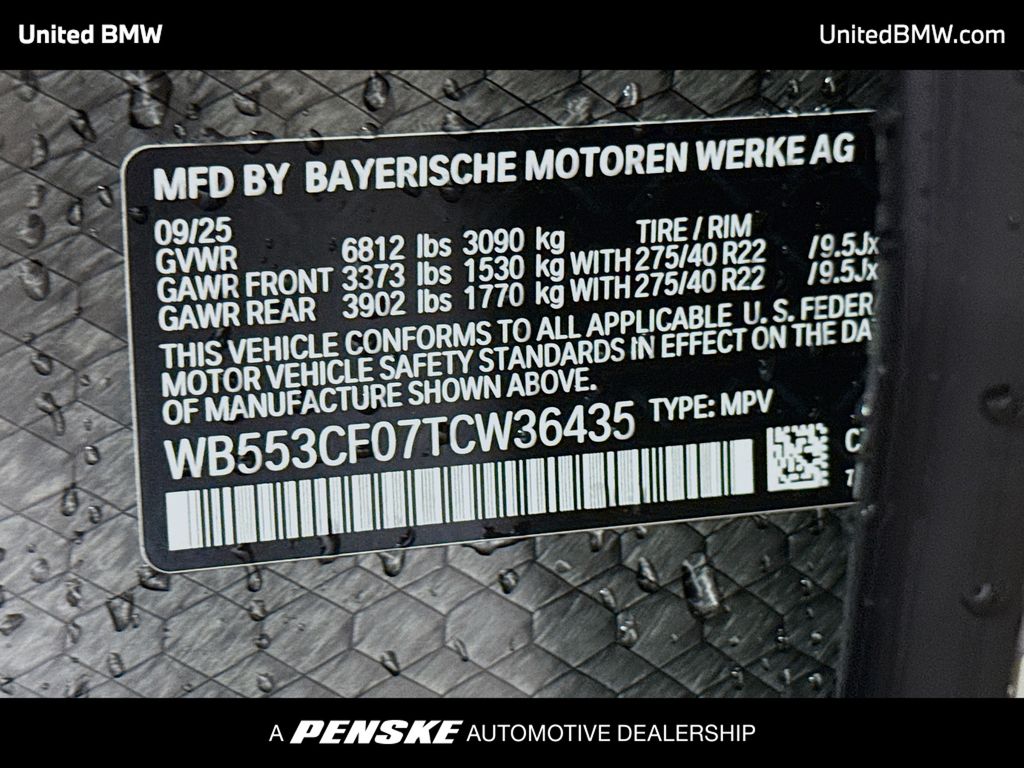 United BMW
UnitedBMW.com
MFD BY BAYERISCHE MOTOREN WERKE AG
09/25 TIRE / RIM
GVWR 6812 lbs 3090 kg
GAWR FRONT 3373 lbs 1530 kg WITH 275/40 R22 /9.5Jx
GAWR REAR 3902 lbs 1770 kg WITH 275/40 R22 /9.5Jx
THIS VEHICLE CONFORMS TO ALL APPLICABLE U. S. FEDER
MOTOR VEHICLE SAFETY STANDARDS IN EFFECT ON THE DA
OF MANUFACTURE SHOWN ABOVE.
WB553CF07TCW36435 TYPE: MPV
A PENSKE AUTOMOTIVE DEALERSHIP